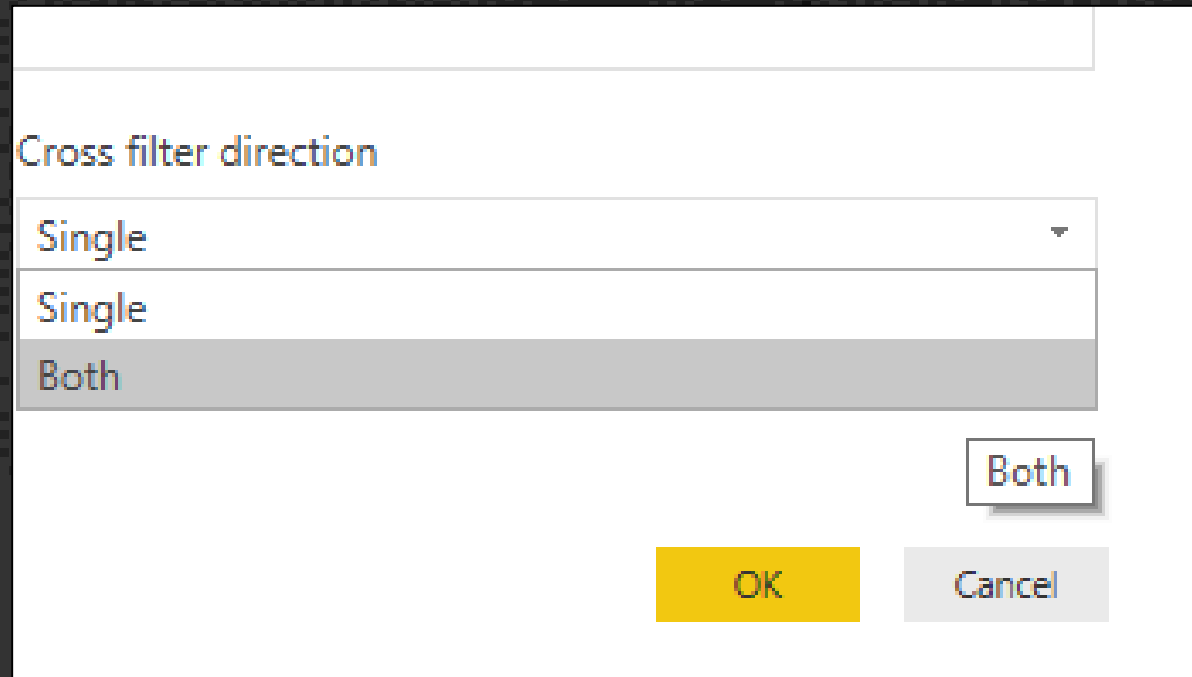 Cross filter direction
Single
Single
Both
Both
OK Cancel